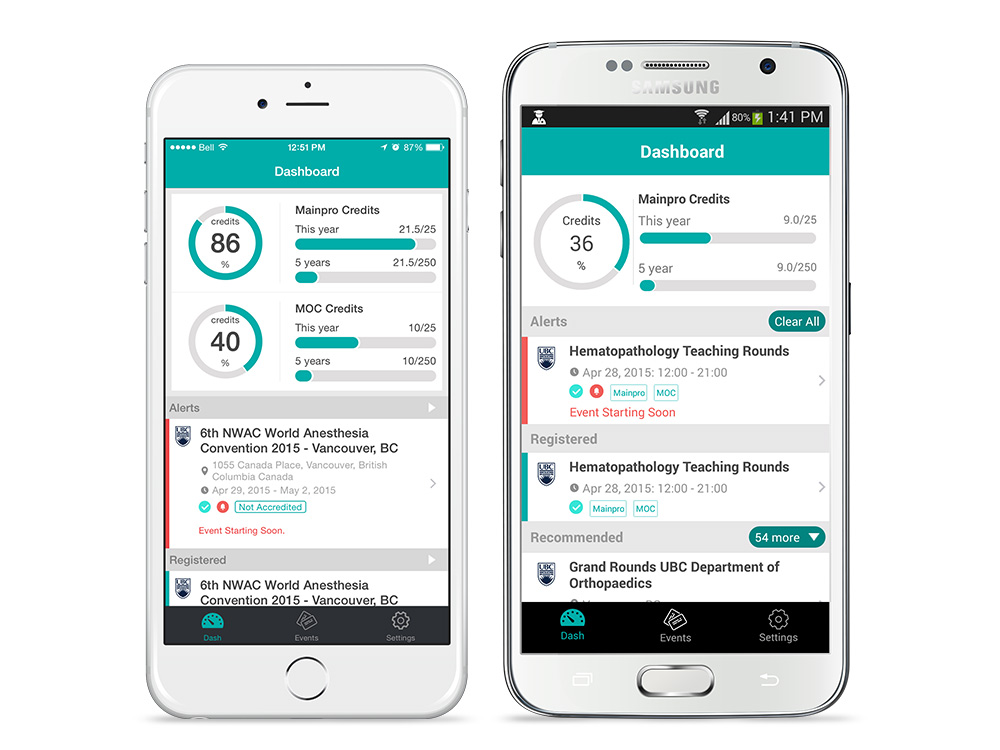 Bell
12:51 PM
87%
Dashboard
credits
86
%
Mainpro Credits
This year
21.5/25
5 years
21.5/250
credits
40
%
MOC Credits
This year
10/25
5 years
10/250
Alerts
UBC
6th NWAC World Anesthesia
Convention 2015 - Vancouver, BC
1055 Canada Place, Vancouver, British
Columbia Canada
Apr 29, 2015 - May 2, 2015
Not Accredited
Event Starting Soon.
Registered
UBC
6th NWAC World Anesthesia
Convention 2015 - Vancouver, BC
Dash
Events
Settings
SAMSUNG
80%
1:41 PM
Dashboard
Credits
36
%
Mainpro Credits
This year
9.0/25
5 year
9.0/250
Alerts
Clear All
UBC
Hematopathology Teaching Rounds
Apr 28, 2015: 12:00 - 21:00
Mainpro
MOC
Event Starting Soon
Registered
UBC
Hematopathology Teaching Rounds
Apr 28, 2015: 12:00 - 21:00
Mainpro
MOC
Recommended
54 more
UBC
Grand Rounds UBC Department of
Orthopaedics
Dash
Events
Settings